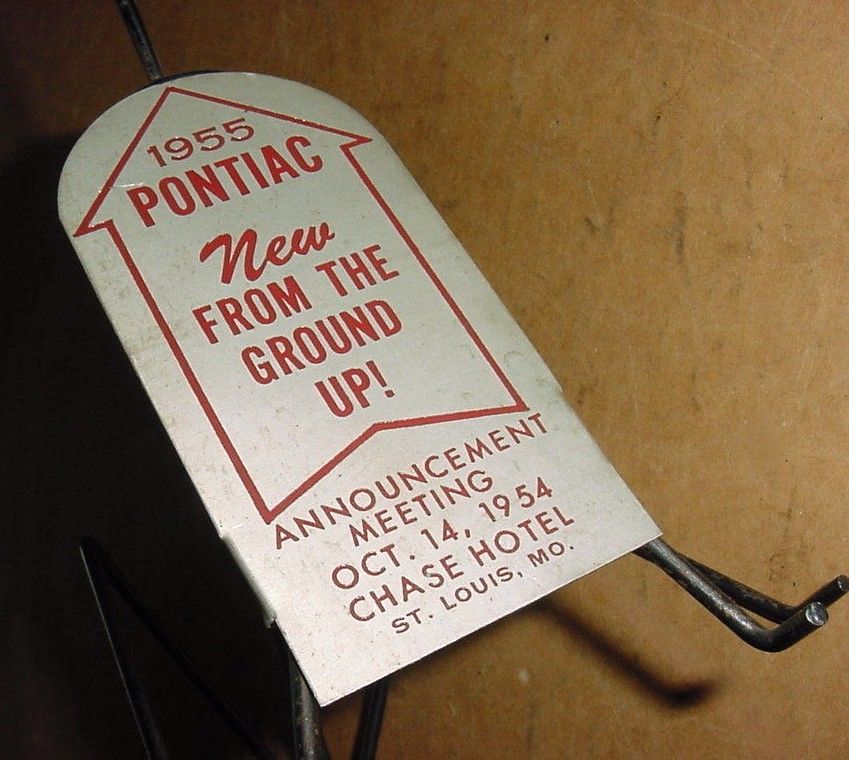 1955
PONTIAC
New
FROM THE
GROUND
UP!
ANNOUNCEMENT
MEETING
OCT. 14, 1954
CHASE HOTEL
ST. LOUIS, MO.